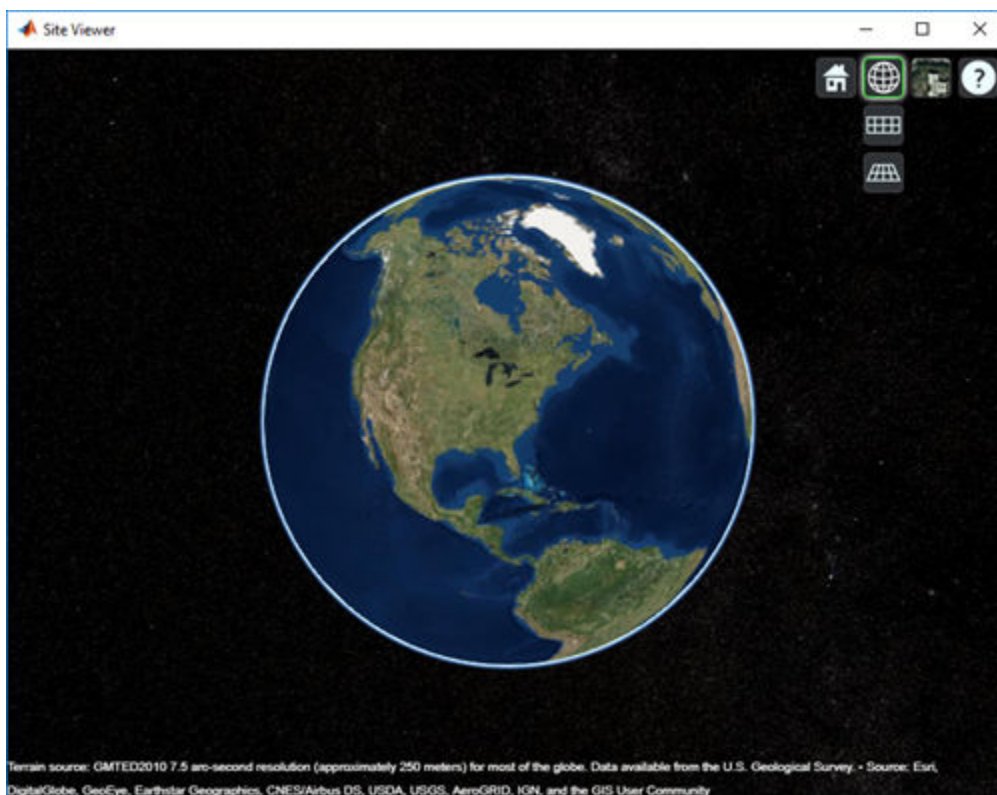 Site Viewer
?
Terrain source: GMTED2010 7.5 arc-second resolution (approximately 250 meters) for most of the globe. Data available from the U.S. Geological Survey. • Source: Esri,
DigitalGlobe, GeoEye, Earthstar Geographics, CNES/Airbus DS, USDA, USGS, AeroGRID, IGN, and the GIS User Community